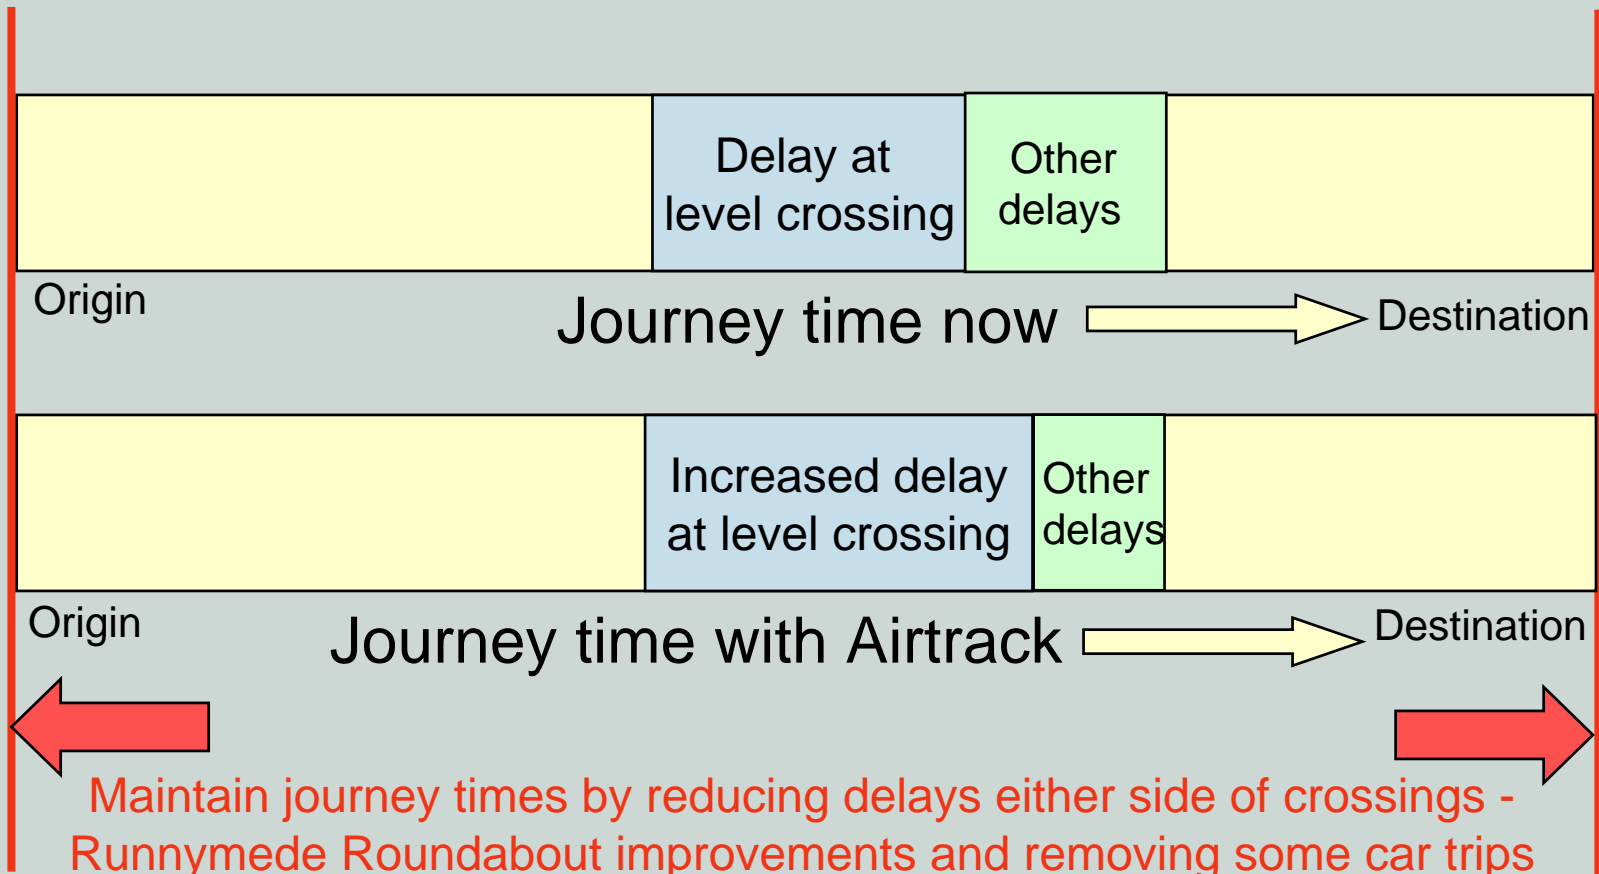 Delay at
level crossing
Other
delays
Origin
Journey time now
Destination
Increased delay
at level crossing
Other
delays
Origin
Journey time with Airtrack
Destination
Maintain journey times by reducing delays either side of crossings -
Runnymede Roundabout improvements and removing some car trips